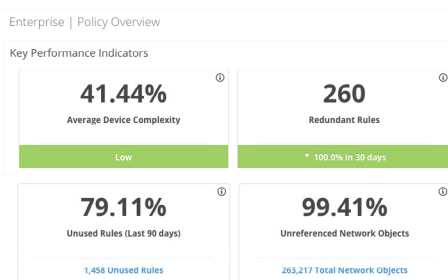 Enterprise | Policy Overview
Key Performance Indicators
41.44%
Average Device Complexity
Low
260
Redundant Rules
▼ 100.0% in 30 days
79.11%
Unused Rules (Last 90 days)
1,458 Unused Rules
99.41%
Unreferenced Network Objects
263,217 Total Network Objects